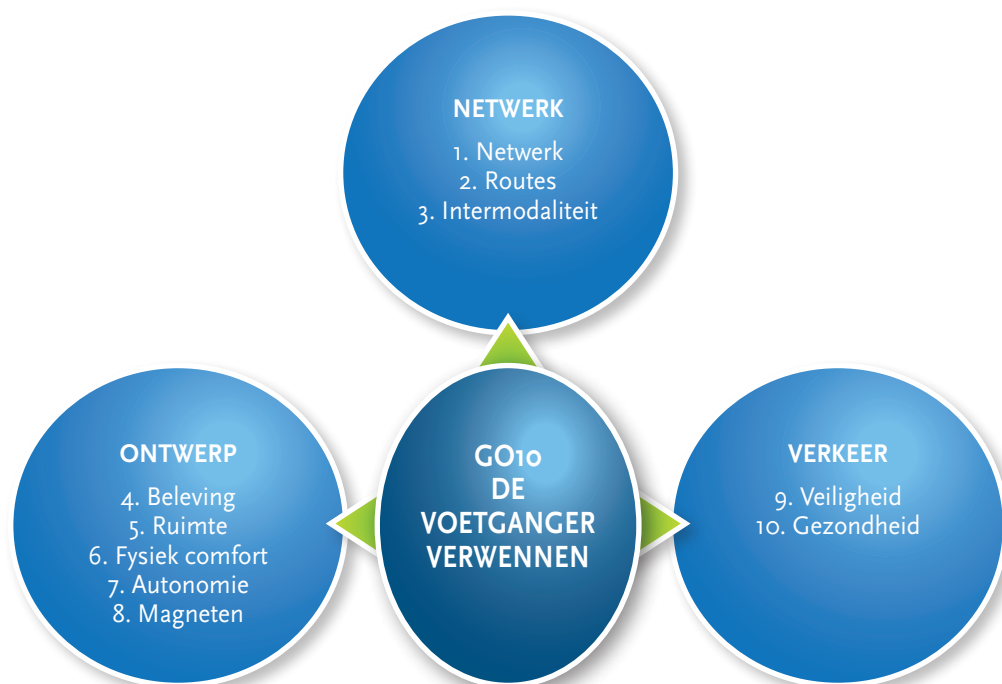 NETWERK
1. Netwerk
2. Routes
3. Intermodaliteit
ONTWERP
4. Beleving
5. Ruimte
6. Fysiek comfort
7. Autonomie
8. Magneten
GO10
DE
VOETGANGER
VERWENNEN
VERKEER
9. Veiligheid
10. Gezondheid